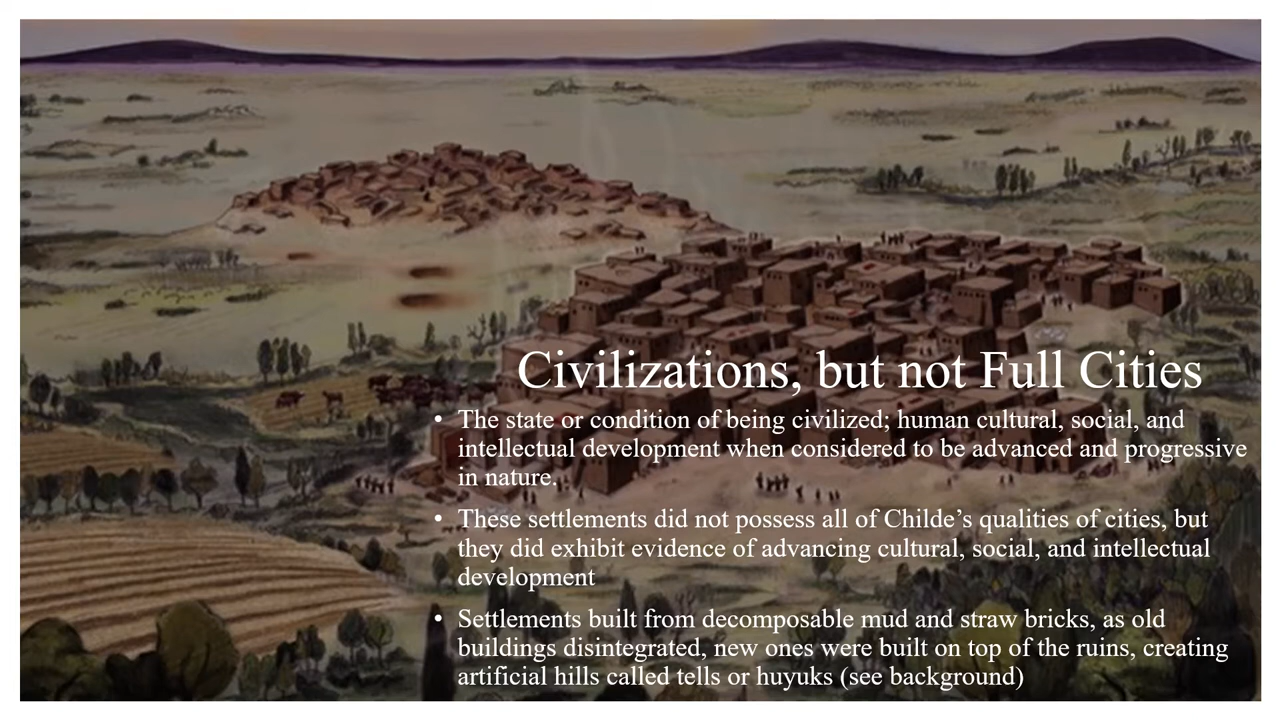 Civilizations, but not Full Cities
• The state or condition of being civilized; human cultural, social, and
intellectual development when considered to be advanced and progressive
in nature.
• These settlements did not possess all of Childe’s qualities of cities, but
they did exhibit evidence of advancing cultural, social, and intellectual
development
• Settlements built from decomposable mud and straw bricks, as old
buildings disintegrated, new ones were built on top of the ruins, creating
artificial hills called tells or huyuks (see background)